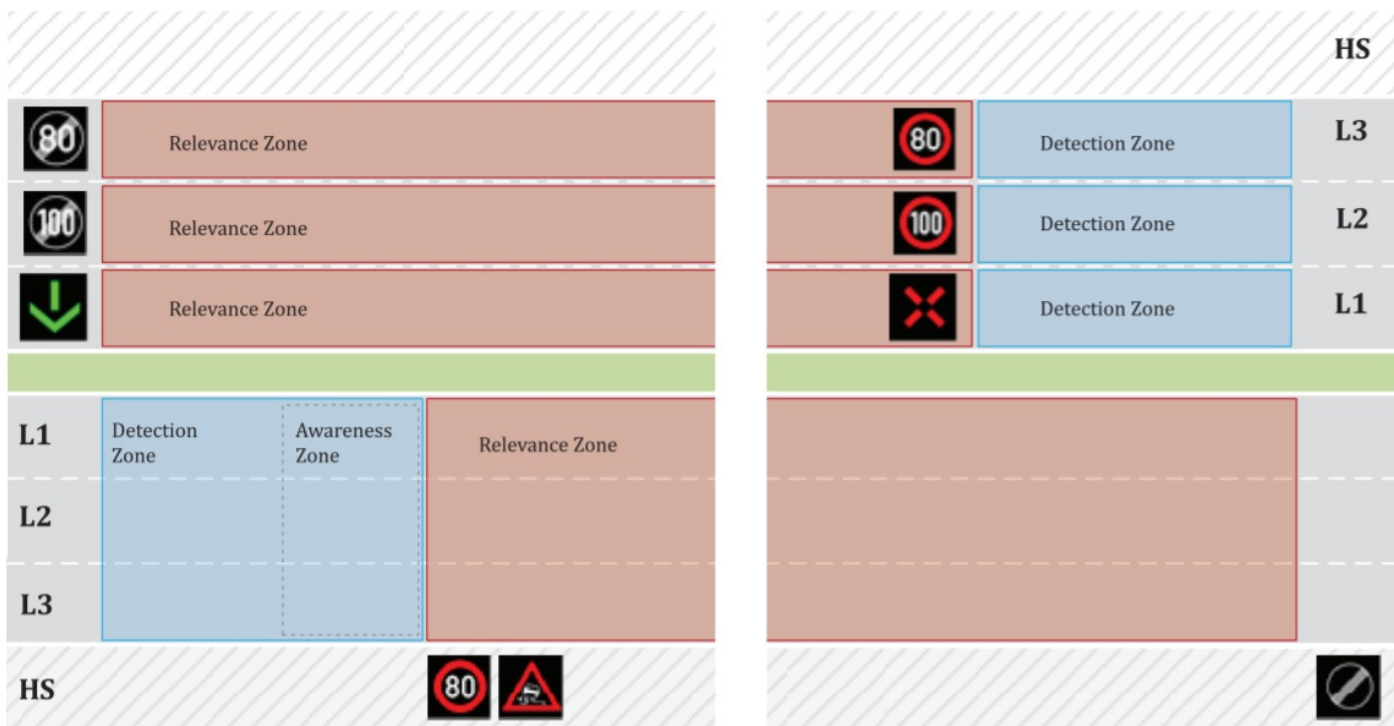 HS
80
Relevance Zone
80
Detection Zone
L3
100
Relevance Zone
100
Detection Zone
L2
Relevance Zone
Detection Zone
L1
L1
Detection
Zone
Awareness
Zone
Relevance Zone
L2
L3
HS
80